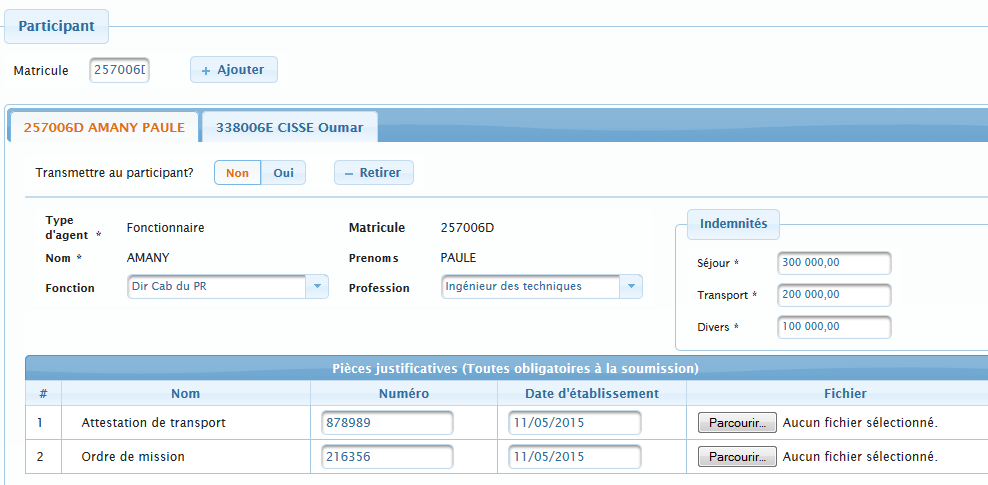 Participant
Matricule 257006D + Ajouter
257006D AMANY PAULE 338006E CISSE Oumar
Transmettre au participant? Non Oui − Retirer
Type d'agent * Fonctionnaire Matricule 257006D
Nom * AMANY Prenoms PAULE
Fonction Dir Cab du PR Profession Ingénieur des techniques
Indemnités
Séjour * 300 000,00
Transport * 200 000,00
Divers * 100 000,00
Pièces justificatives (Toutes obligatoires à la soumission)
# Nom Numéro Date d'établissement Fichier
1 Attestation de transport 878989 11/05/2015 Parcourir... Aucun fichier sélectionné.
2 Ordre de mission 216356 11/05/2015 Parcourir... Aucun fichier sélectionné.